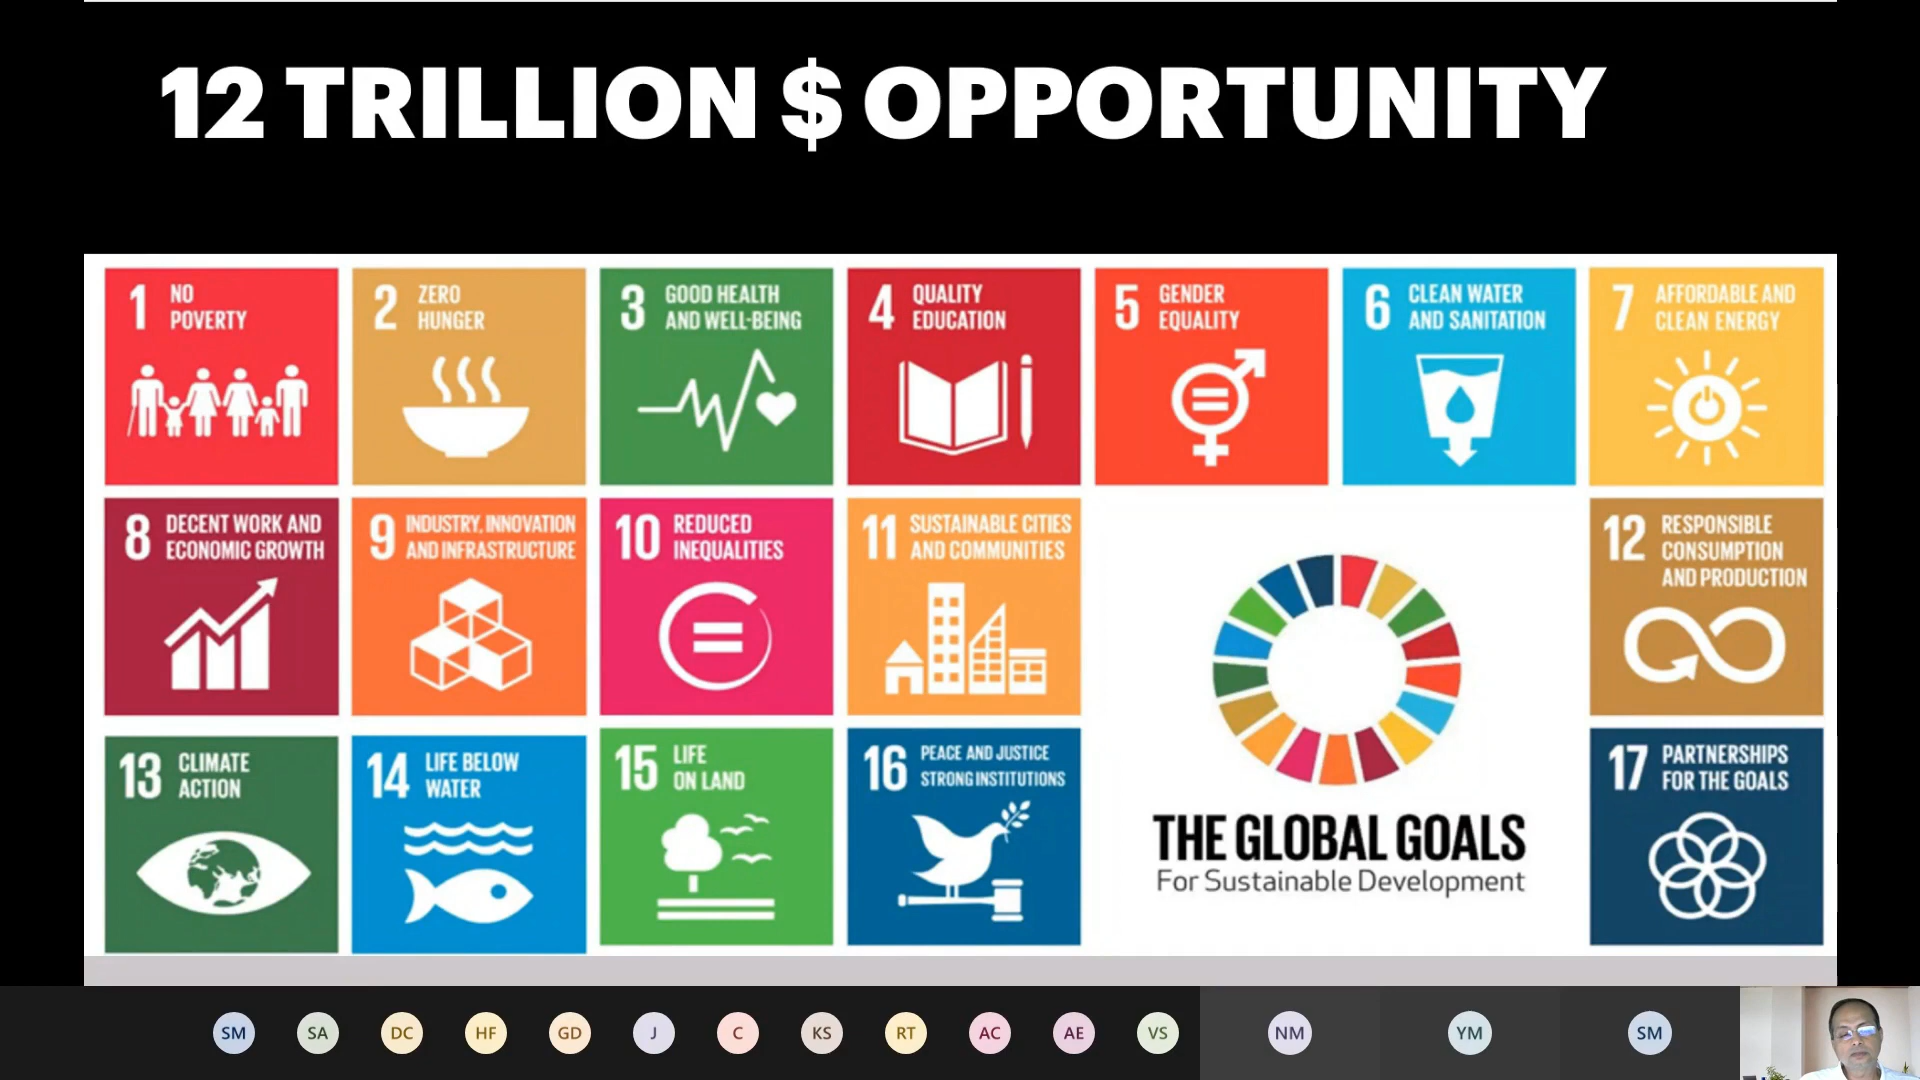 12 TRILLION $ OPPORTUNITY
1 NO
POVERTY
2 ZERO
HUNGER
3 GOOD HEALTH
AND WELL-BEING
4 QUALITY
EDUCATION
5 GENDER
EQUALITY
6 CLEAN WATER
AND SANITATION
7 AFFORDABLE AND
CLEAN ENERGY
8 DECENT WORK AND
ECONOMIC GROWTH
9 INDUSTRY, INNOVATION
AND INFRASTRUCTURE
10 REDUCED
INEQUALITIES
11 SUSTAINABLE CITIES
AND COMMUNITIES
12 RESPONSIBLE
CONSUMPTION
AND PRODUCTION
13 CLIMATE
ACTION
14 LIFE BELOW
WATER
15 LIFE
ON LAND
16 PEACE AND JUSTICE
STRONG INSTITUTIONS
THE GLOBAL GOALS
For Sustainable Development
17 PARTNERSHIPS
FOR THE GOALS
SM SA DC HF GD J C KS RT AC AE VS NM YM SM